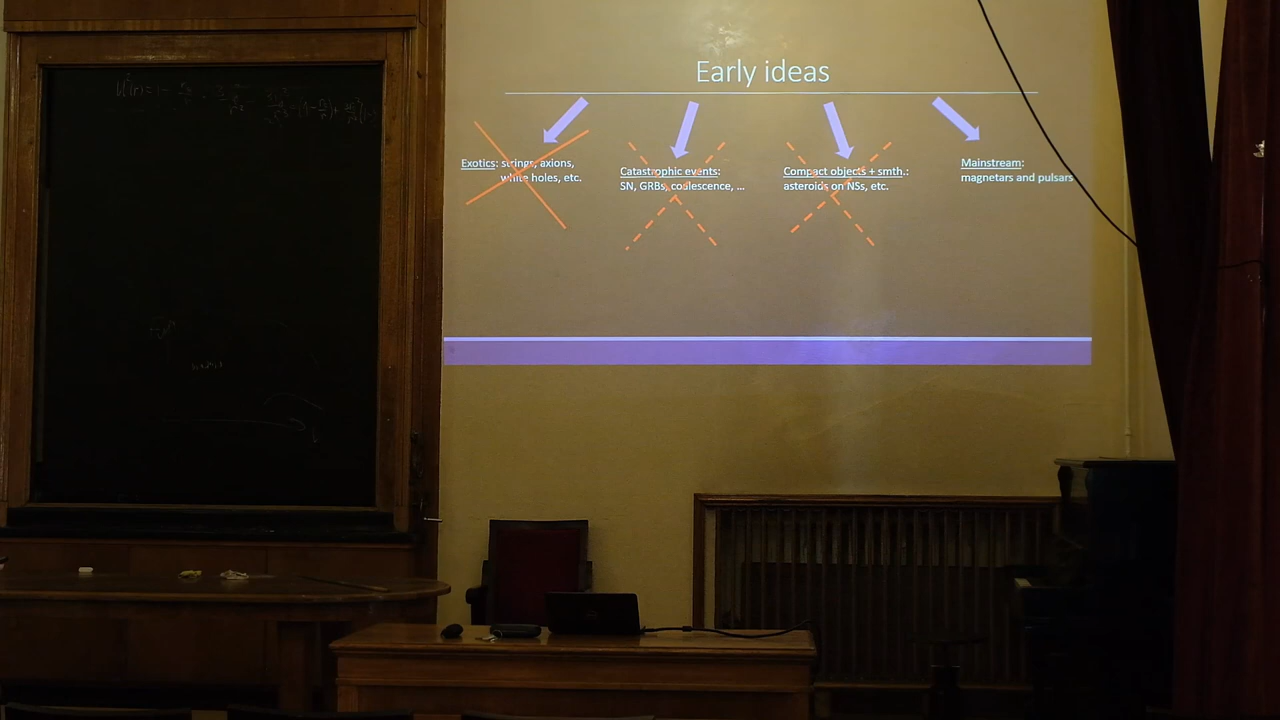 Early ideas
Exotics: strings, axions,
white holes, etc.
Catastrophic events:
SN, GRBs, coalescence, ...
Compact objects + smth.:
asteroids on NSs, etc.
Mainstream:
magnetars and pulsars